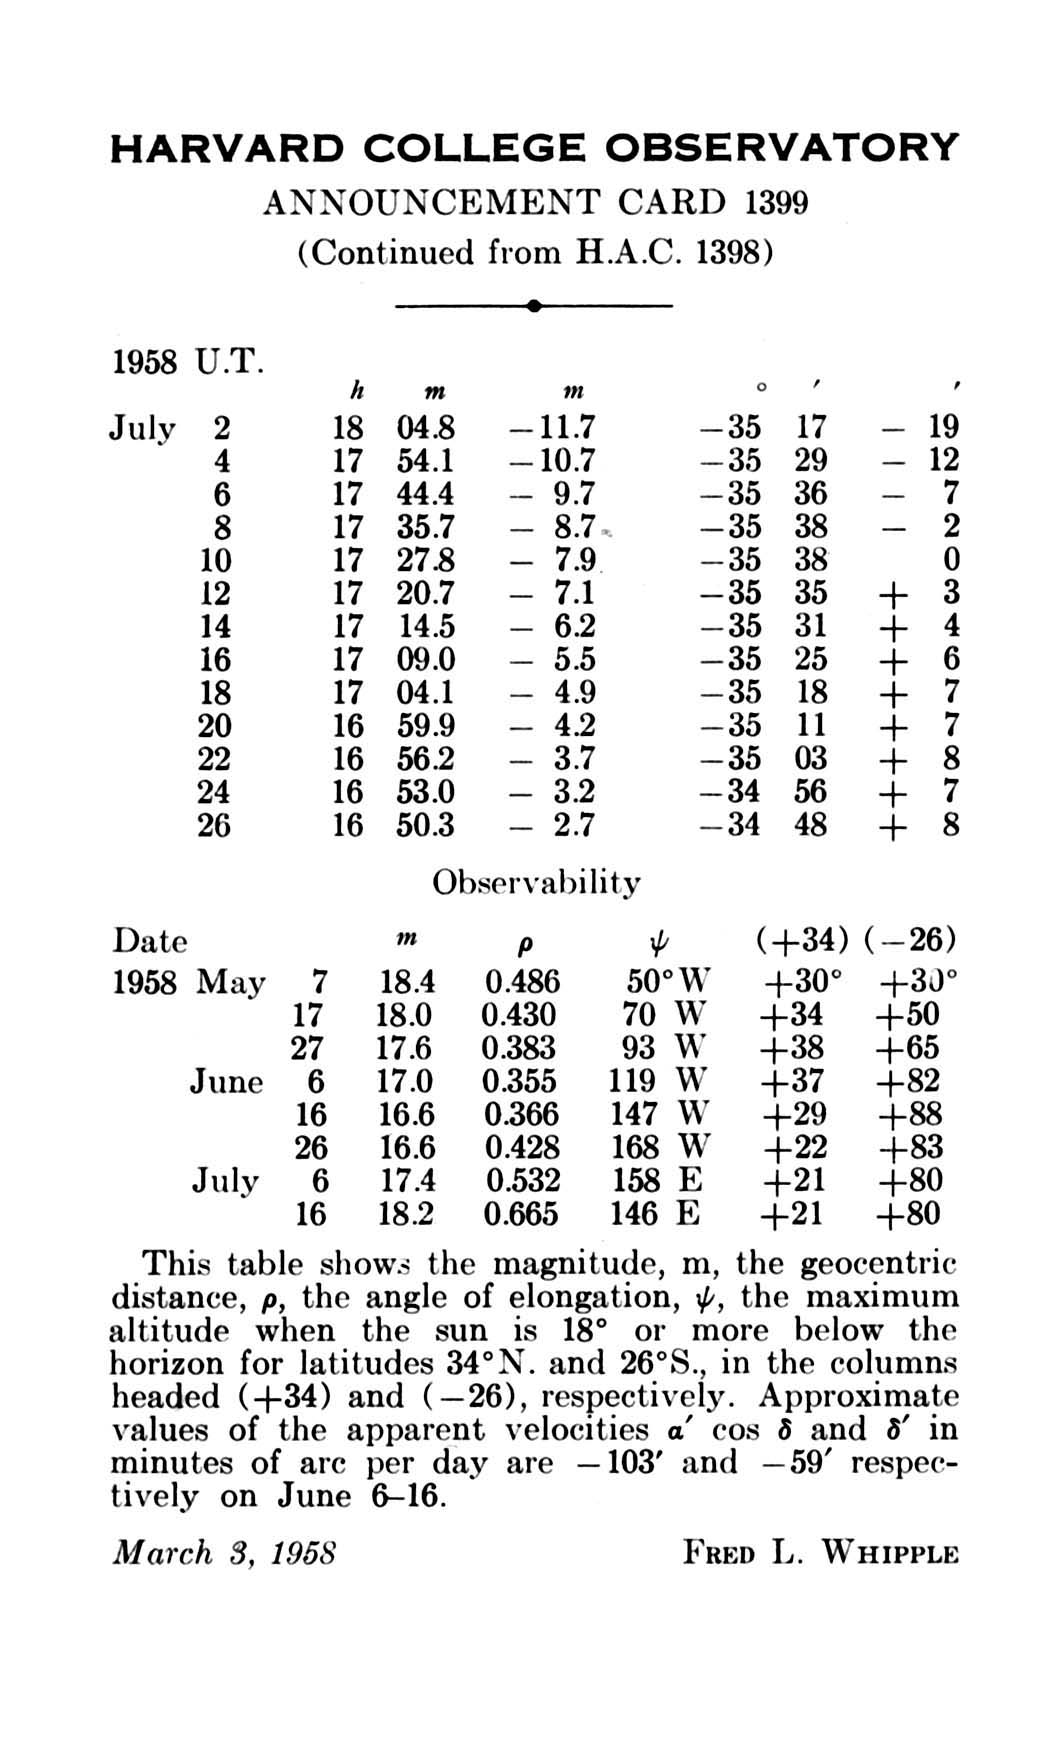 HARVARD COLLEGE OBSERVATORY
ANNOUNCEMENT CARD 1399
(Continued from H.A.C. 1398)
1958 U.T.
h m m ° ′ ′
July 2 18 04.8 −11.7 −35 17 − 19
4 17 54.1 −10.7 −35 29 − 12
6 17 44.4 − 9.7 −35 36 − 7
8 17 35.7 − 8.7 −35 38 − 2
10 17 27.8 − 7.9 −35 38 0
12 17 20.7 − 7.1 −35 35 + 3
14 17 14.5 − 6.2 −35 31 + 4
16 17 09.0 − 5.5 −35 25 + 6
18 17 04.1 − 4.9 −35 18 + 7
20 16 59.9 − 4.2 −35 11 + 7
22 16 56.2 − 3.7 −35 03 + 8
24 16 53.0 − 3.2 −34 56 + 7
26 16 50.3 − 2.7 −34 48 + 8
Observability
Date m ρ ψ (+34) (−26)
1958 May 7 18.4 0.486 50° W +30° +30°
17 18.0 0.430 70 W +34 +50
27 17.6 0.383 93 W +38 +65
June 6 17.0 0.355 119 W +37 +82
16 16.6 0.366 147 W +29 +88
26 16.6 0.428 168 W +22 +83
July 6 17.4 0.532 158 E +21 +80
16 18.2 0.665 146 E +21 +80
This table shows the magnitude, m, the geocentric
distance, ρ, the angle of elongation, ψ, the maximum
altitude when the sun is 18° or more below the
horizon for latitudes 34°N. and 26°S., in the columns
headed (+34) and (−26), respectively. Approximate
values of the apparent velocities α′ cos δ and δ′ in
minutes of arc per day are −103′ and −59′ respec-
tively on June 6–16.
March 3, 1958 FRED L. WHIPPLE